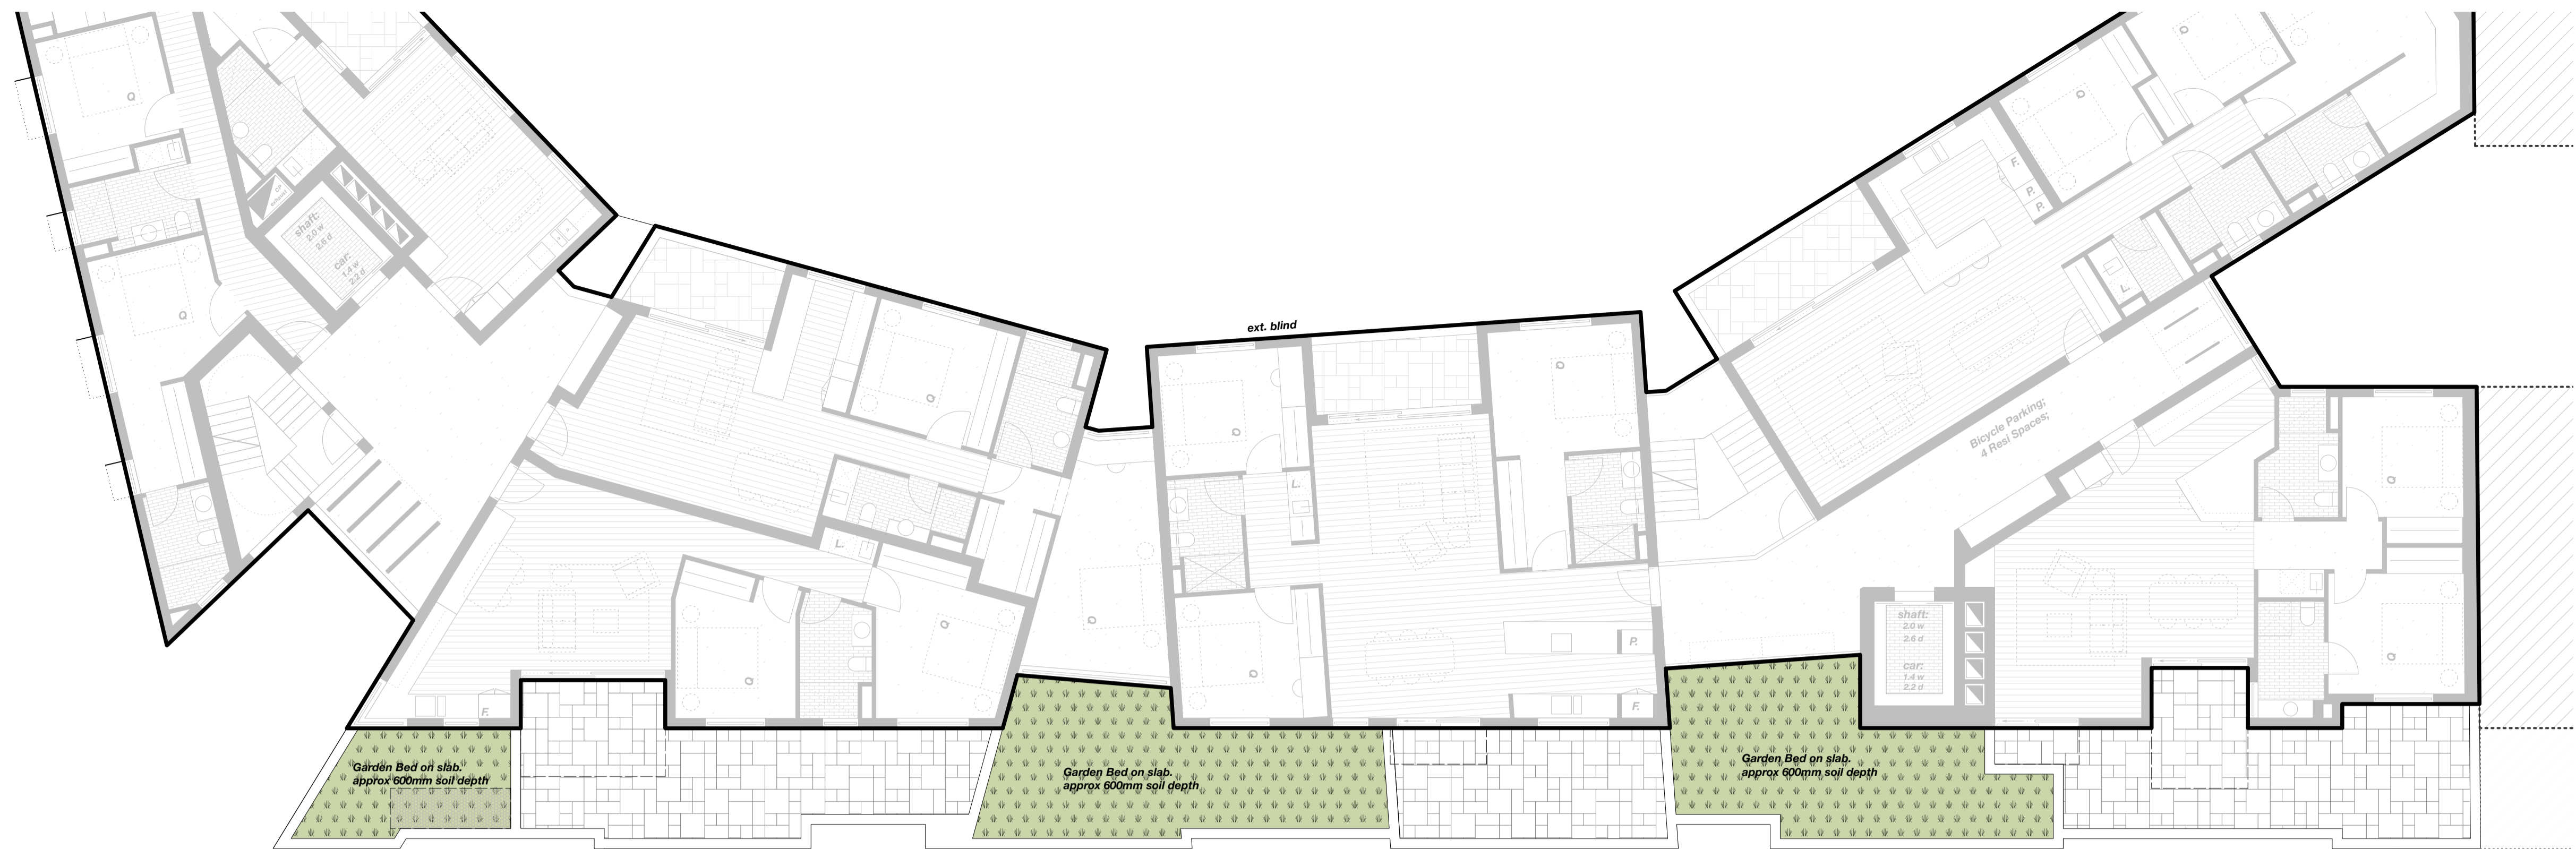 Q
Q
CP
exhaust
shaft:
2.0 w
2.6 d
car:
1.4 w
2.2 d
Q
L.
Q
Q
F.
Q
ext. blind
Q
Q
L.
Q
P.
F.
Q
Q
F.
P.
P.
L.
Bicycle Parking;
4 Resi Spaces;
Q
Q
shaft:
2.0 w
2.6 d
car:
1.4 w
2.2 d
Garden Bed on slab.
approx 600mm soil depth
Garden Bed on slab.
approx 600mm soil depth
Garden Bed on slab.
approx 600mm soil depth